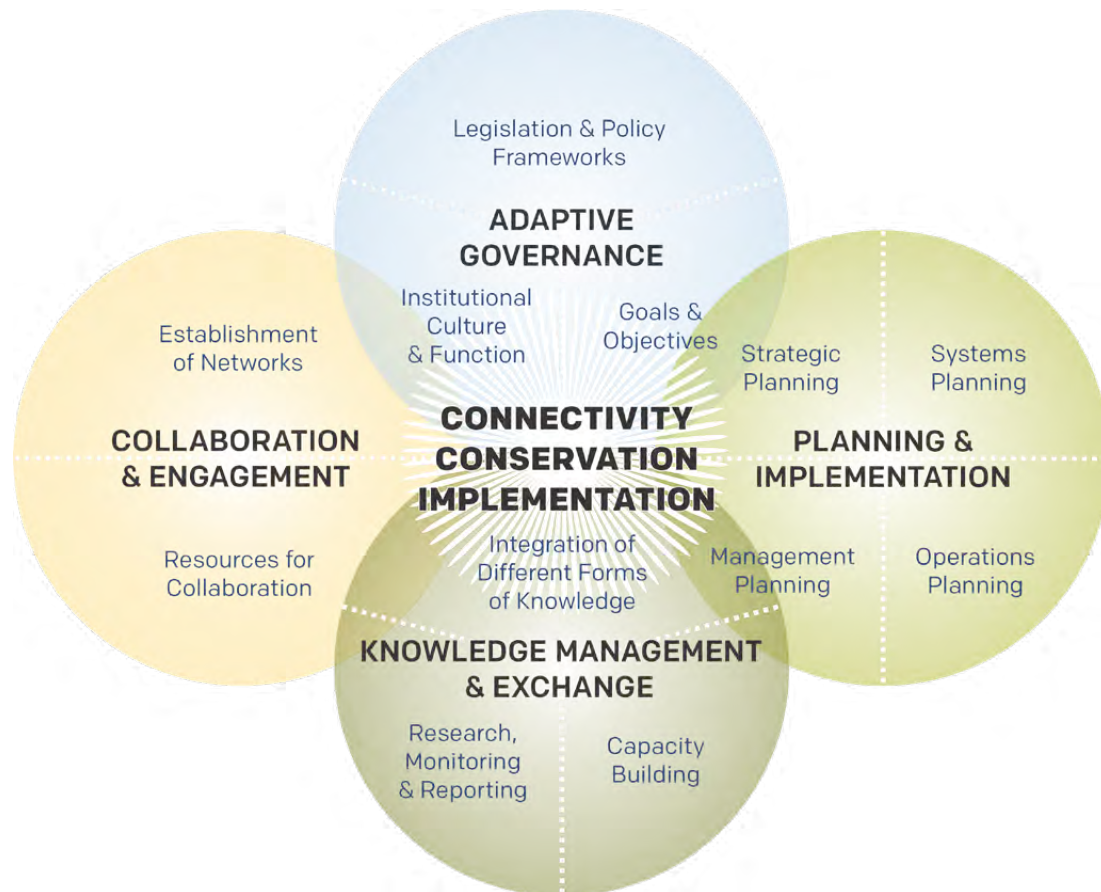 Legislation & Policy
Frameworks
ADAPTIVE
GOVERNANCE
Institutional
Culture
& Function
Goals &
Objectives
Establishment
of Networks
COLLABORATION
& ENGAGEMENT
Resources for
Collaboration
CONNECTIVITY
CONSERVATION
IMPLEMENTATION
Strategic
Planning
Systems
Planning
PLANNING &
IMPLEMENTATION
Management
Planning
Operations
Planning
Integration of
Different Forms
of Knowledge
KNOWLEDGE MANAGEMENT
& EXCHANGE
Research,
Monitoring
& Reporting
Capacity
Building